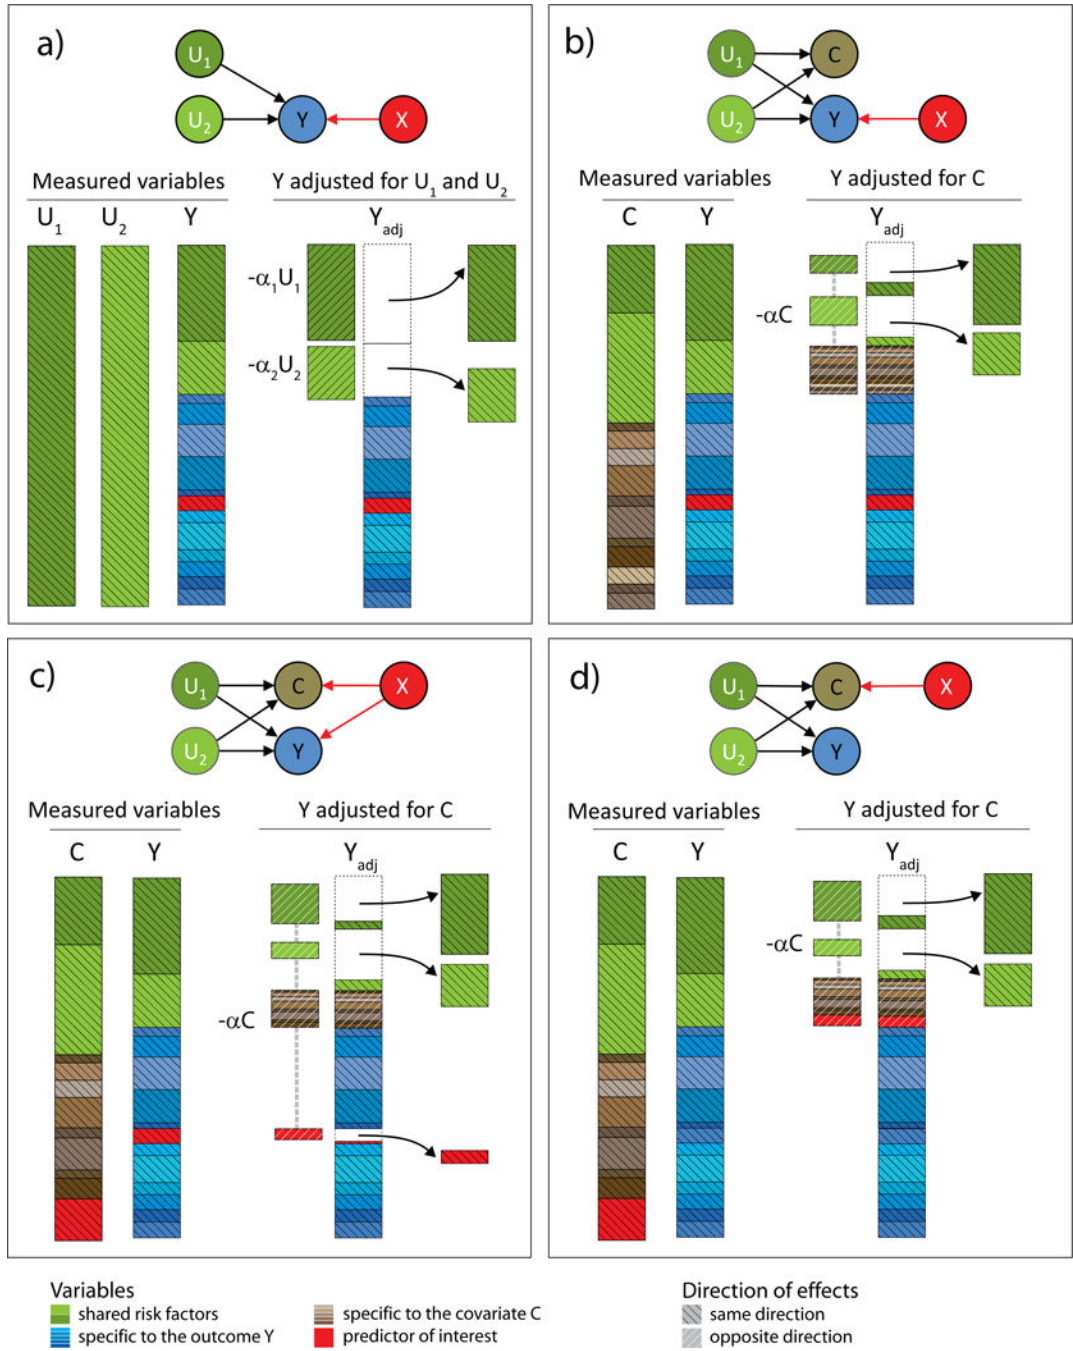 a)
U1
U2 Y X
Measured variables Y adjusted for U1 and U2
U1 U2 Y Yadj
-α1U1
-α2U2
b)
U1 C
U2 Y X
Measured variables Y adjusted for C
C Y Yadj
-αC
c)
U1 C X
U2 Y
Measured variables Y adjusted for C
C Y Yadj
-αC
d)
U1 C X
U2 Y
Measured variables Y adjusted for C
C Y Yadj
-αC
Variables
shared risk factors
specific to the outcome Y
specific to the covariate C
predictor of interest
Direction of effects
same direction
opposite direction